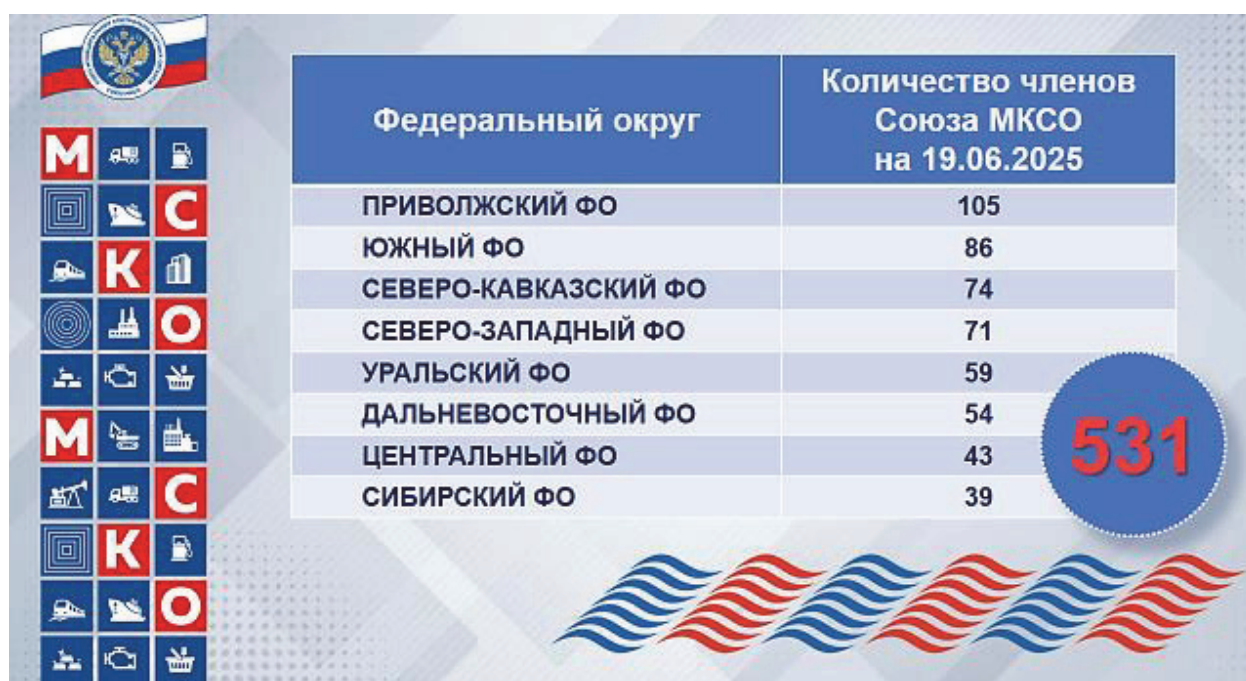 Федеральный округ
Количество членов
Союза МКСО
на 19.06.2025
ПРИВОЛЖСКИЙ ФО 105
ЮЖНЫЙ ФО 86
СЕВЕРО-КАВКАЗСКИЙ ФО 74
СЕВЕРО-ЗАПАДНЫЙ ФО 71
УРАЛЬСКИЙ ФО 59
ДАЛЬНЕВОСТОЧНЫЙ ФО 54
ЦЕНТРАЛЬНЫЙ ФО 43
СИБИРСКИЙ ФО 39
531
М
С
К
О
М
С
К
О